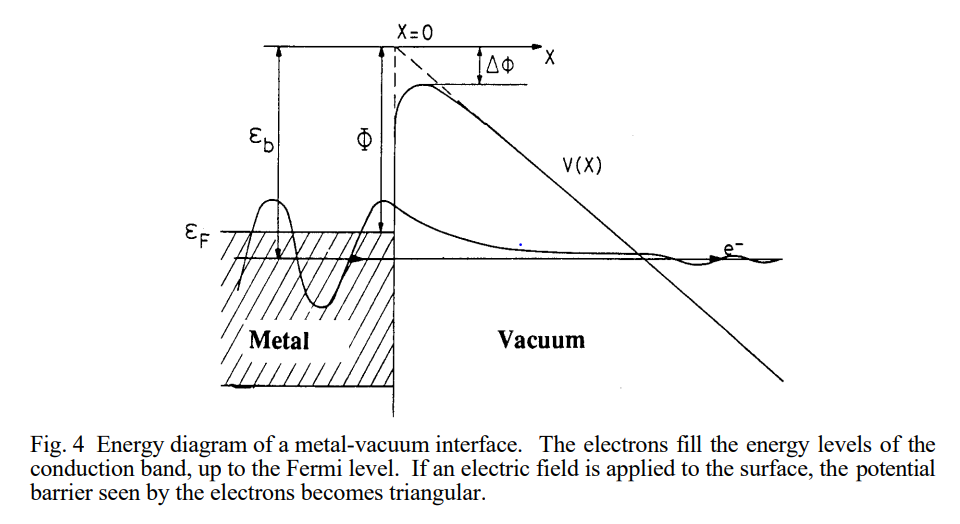 X=0
X
ΔΦ
εb
Φ
V(X)
εF
e-
Metal
Vacuum
Fig. 4 Energy diagram of a metal-vacuum interface. The electrons fill the energy levels of the
conduction band, up to the Fermi level. If an electric field is applied to the surface, the potential
barrier seen by the electrons becomes triangular.